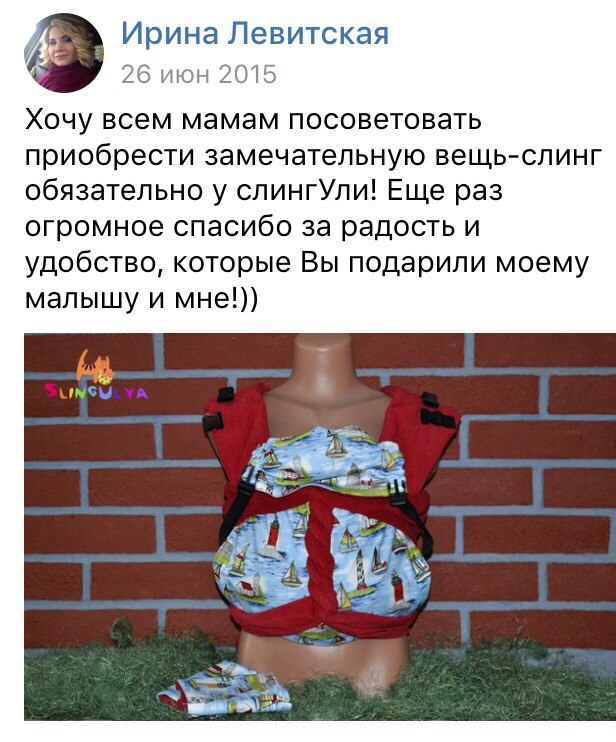 Ирина Левитская
26 июн 2015
Хочу всем мамам посоветовать
приобрести замечательную вещь-слинг
обязательно у слингУли! Еще раз
огромное спасибо за радость и
удобство, которые Вы подарили моему
малышу и мне!))
SLINGULYA